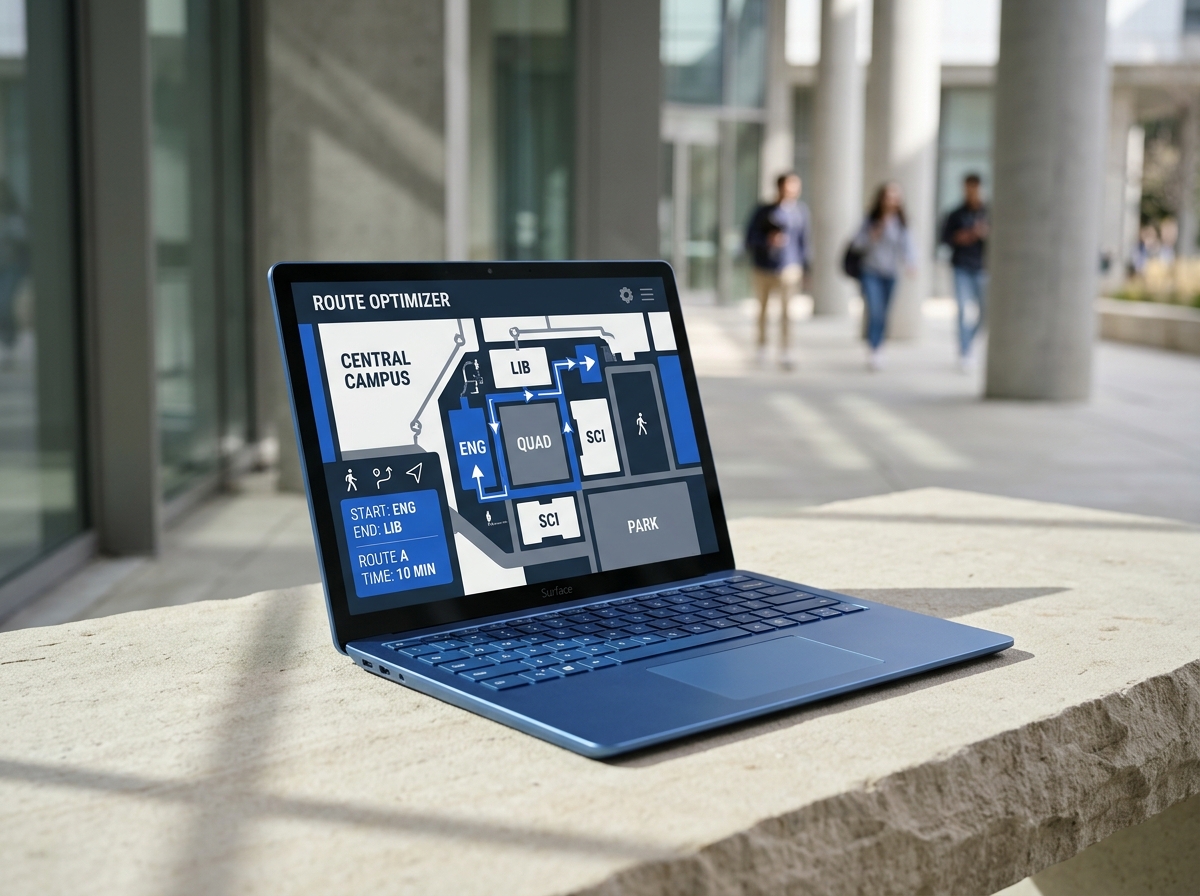 ROUTE OPTIMIZER
CENTRAL
CAMPUS
LIB
ENG
QUAD
SCI
SCI
PARK
START: ENG
END: LIB
ROUTE A
TIME: 10 MIN
Surface